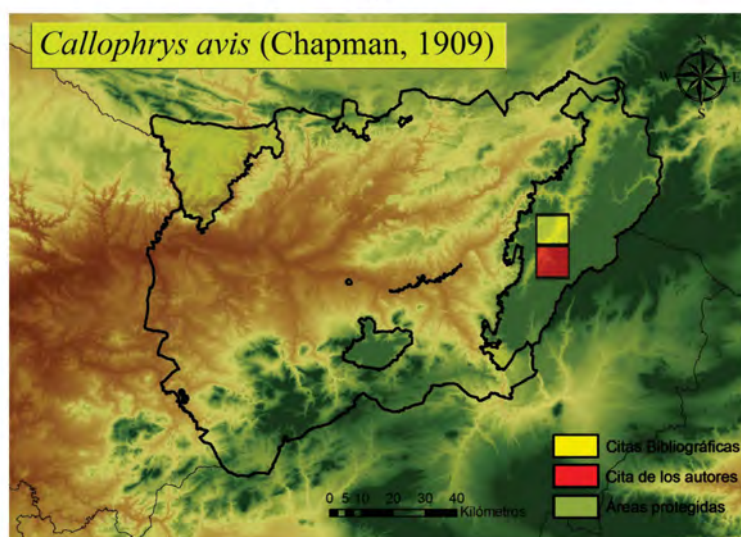 Callophrys avis (Chapman, 1909)
N
W E
S
Citas Bibliográficas
Cita de los autores
Áreas protegidas
0 5 10 20 30 40
Kilómetros